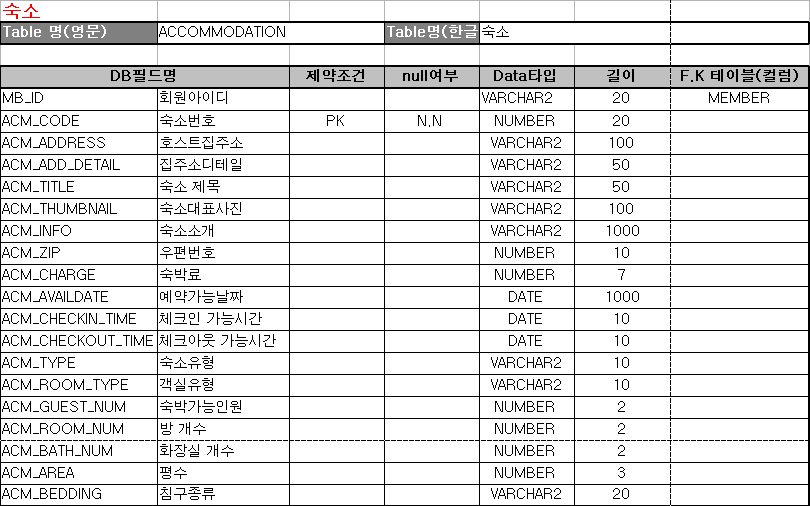 숙소
Table 명(영문) ACCOMMODATION Table명(한글 숙소
DB필드명 제약조건 null여부 Data타입 길이 F.K 테이블(컬럼)
MB_ID 회원아이디 VARCHAR2 20 MEMBER
ACM_CODE 숙소번호 PK N.N NUMBER 20
ACM_ADDRESS 호스트집주소 VARCHAR2 100
ACM_ADD_DETAIL 집주소디테일 VARCHAR2 50
ACM_TITLE 숙소 제목 VARCHAR2 50
ACM_THUMBNAIL 숙소대표사진 VARCHAR2 100
ACM_INFO 숙소소개 VARCHAR2 1000
ACM_ZIP 우편번호 NUMBER 10
ACM_CHARGE 숙박료 NUMBER 7
ACM_AVAILDATE 예약가능날짜 DATE 1000
ACM_CHECKIN_TIME 체크인 가능시간 DATE 10
ACM_CHECKOUT_TIME 체크아웃 가능시간 DATE 10
ACM_TYPE 숙소유형 VARCHAR2 10
ACM_ROOM_TYPE 객실유형 VARCHAR2 10
ACM_GUEST_NUM 숙박가능인원 NUMBER 2
ACM_ROOM_NUM 방 개수 NUMBER 2
ACM_BATH_NUM 화장실 개수 NUMBER 2
ACM_AREA 평수 NUMBER 3
ACM_BEDDING 침구종류 VARCHAR2 20